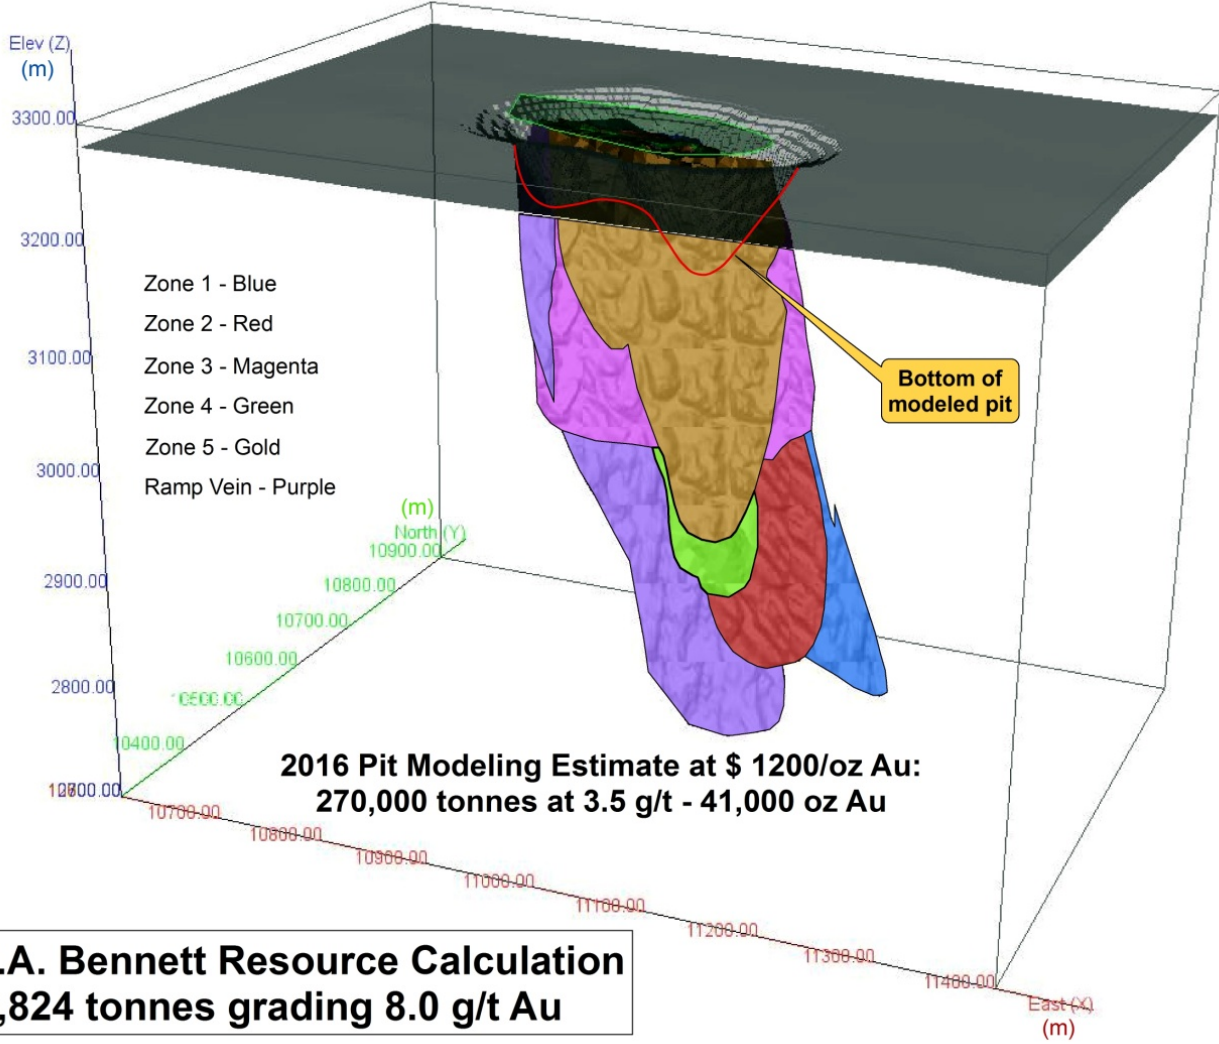 Elev (Z)
(m)
3300.00
3200.00
3100.00
3000.00
2900.00
2800.00
Zone 1 - Blue
Zone 2 - Red
Zone 3 - Magenta
Zone 4 - Green
Zone 5 - Gold
Ramp Vein - Purple
Bottom of
modeled pit
(m)
North (Y)
10900.00
10800.00
10700.00
10600.00
10500.00
10400.00
2016 Pit Modeling Estimate at $ 1200/oz Au:
270,000 tonnes at 3.5 g/t - 41,000 oz Au
10700.00
10800.00
10900.00
11000.00
11100.00
11200.00
11300.00
11400.00
East (X)
(m)
.A. Bennett Resource Calculation
,824 tonnes grading 8.0 g/t Au